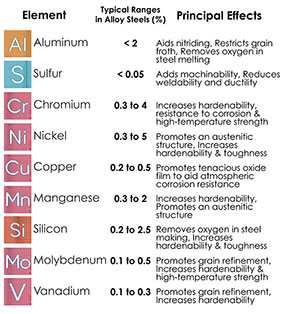 Element
Typical Ranges
in Alloy Steels (%)
Principal Effects
Al Aluminum
< 2
Aids nitriding, Restricts grain
froth, Removes oxygen in
steel melting
S Sulfur
< 0.05
Adds machinability, Reduces
weldability and ductility
Cr Chromium
0.3 to 4
Increases hardenability,
resistance to corrosion &
high-temperature strength
Ni Nickel
0.3 to 5
Promotes an austenitic
structure, Increases
hardenability & toughness
Cu Copper
0.2 to 0.5
Promotes tenacious oxide
film to aid atmospheric
corrosion resistance
Mn Manganese
0.3 to 2
Increases hardenability,
Promotes an austenitic
structure
Si Silicon
0.2 to 2.5
Removes oxygen in steel
making, Increases
hardenability & toughness
Mo Molybdenum
0.1 to 0.5
Promotes grain refinement,
Increases hardenability &
high-temperature strength
V Vanadium
0.1 to 0.3
Promotes grain refinement,
Increases hardenability